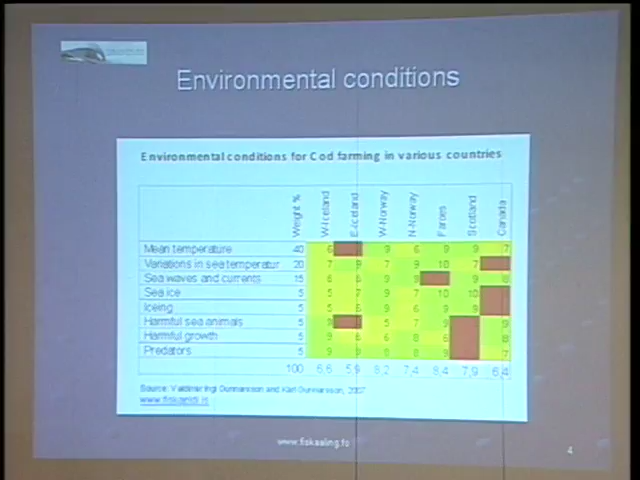 Environmental conditions
Environmental conditions for Cod farming in various countries
Weight % W-Iceland E-Iceland W-Norway N-Norway Faroes Scotland Canada
Mean temperature 40 6 9 6 9 9 7
Variations in sea temperatur 20 7 9 7 9 10 7
Sea waves and currents 15 6 6 9 9 9 8
Sea ice 5 5 7 9 7 10 10
Iceing 5 5 6 9 6 9 9
Harmful sea animals 5 9 5 7 9 9
Harmful growth 5 9 6 6 8 6 8
Predators 5 9 9 8 8 9 7
100 6,6 5,9 8,2 7,4 8,4 7,9 6,4
Source: Valdimar Ingi Gunnarsson and Karl Gunnarsson, 2007
www.fiskeldi.is
www.fiskaaling.fo
4